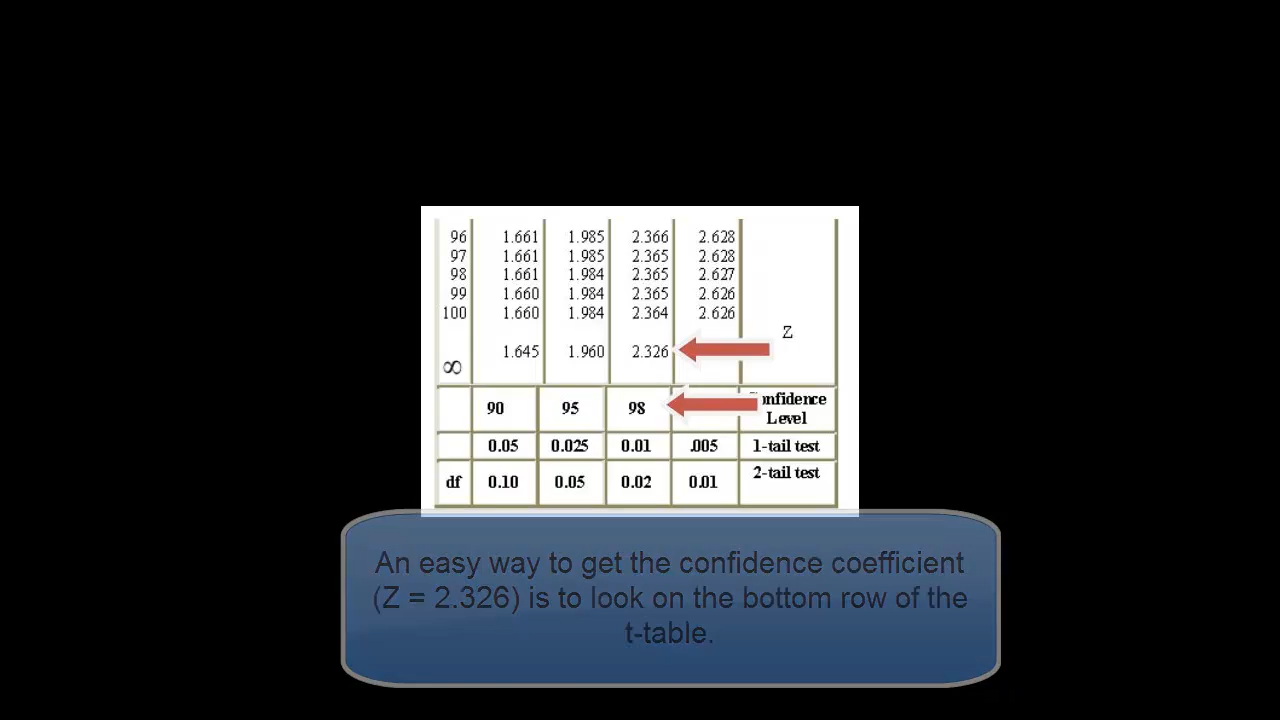 96 1.661 1.985 2.366 2.628
97 1.661 1.985 2.365 2.628
98 1.661 1.984 2.365 2.627
99 1.660 1.984 2.365 2.626
100 1.660 1.984 2.364 2.626
Z
∞ 1.645 1.960 2.326
90 95 98 onfidence
Level
0.05 0.025 0.01 .005 1-tail test
df 0.10 0.05 0.02 0.01 2-tail test
An easy way to get the confidence coefficient
(Z = 2.326) is to look on the bottom row of the
t-table.